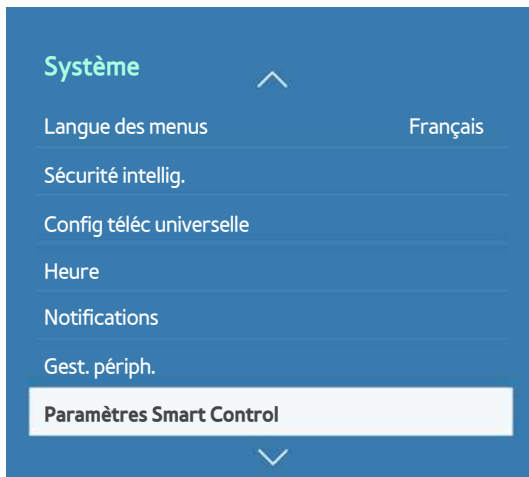 Système
Langue des menus Français
Sécurité intellig.
Config téléc universelle
Heure
Notifications
Gest. périph.
Paramètres Smart Control